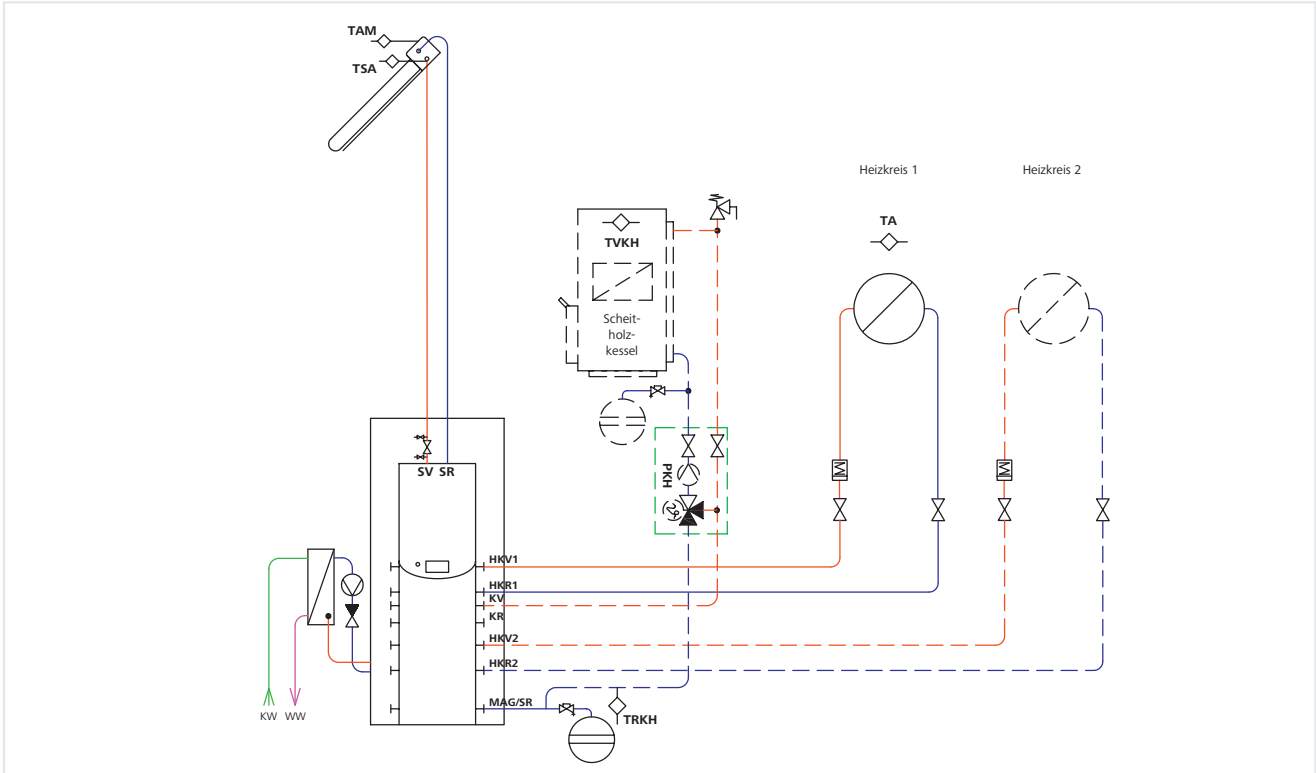 TAM
TSA
Heizkreis 1
Heizkreis 2
TA
TVKH
Scheit-
holz-
kessel
PKH
SV SR
HKV1
HKR1
KV
KR
HKV2
HKR2
MAG/SR
TRKH
KW WW